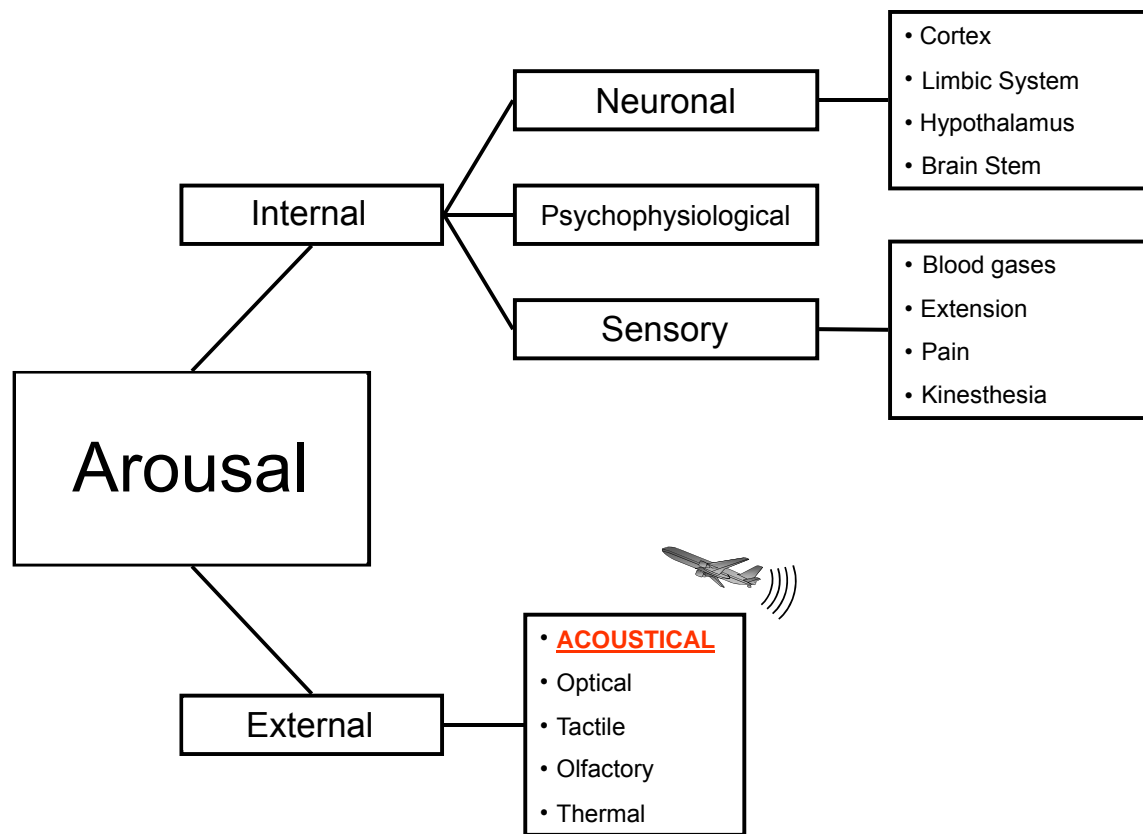 Arousal
Internal
Neuronal
• Cortex
• Limbic System
• Hypothalamus
• Brain Stem
Psychophysiological
Sensory
• Blood gases
• Extension
• Pain
• Kinesthesia
External
• ACOUSTICAL
• Optical
• Tactile
• Olfactory
• Thermal